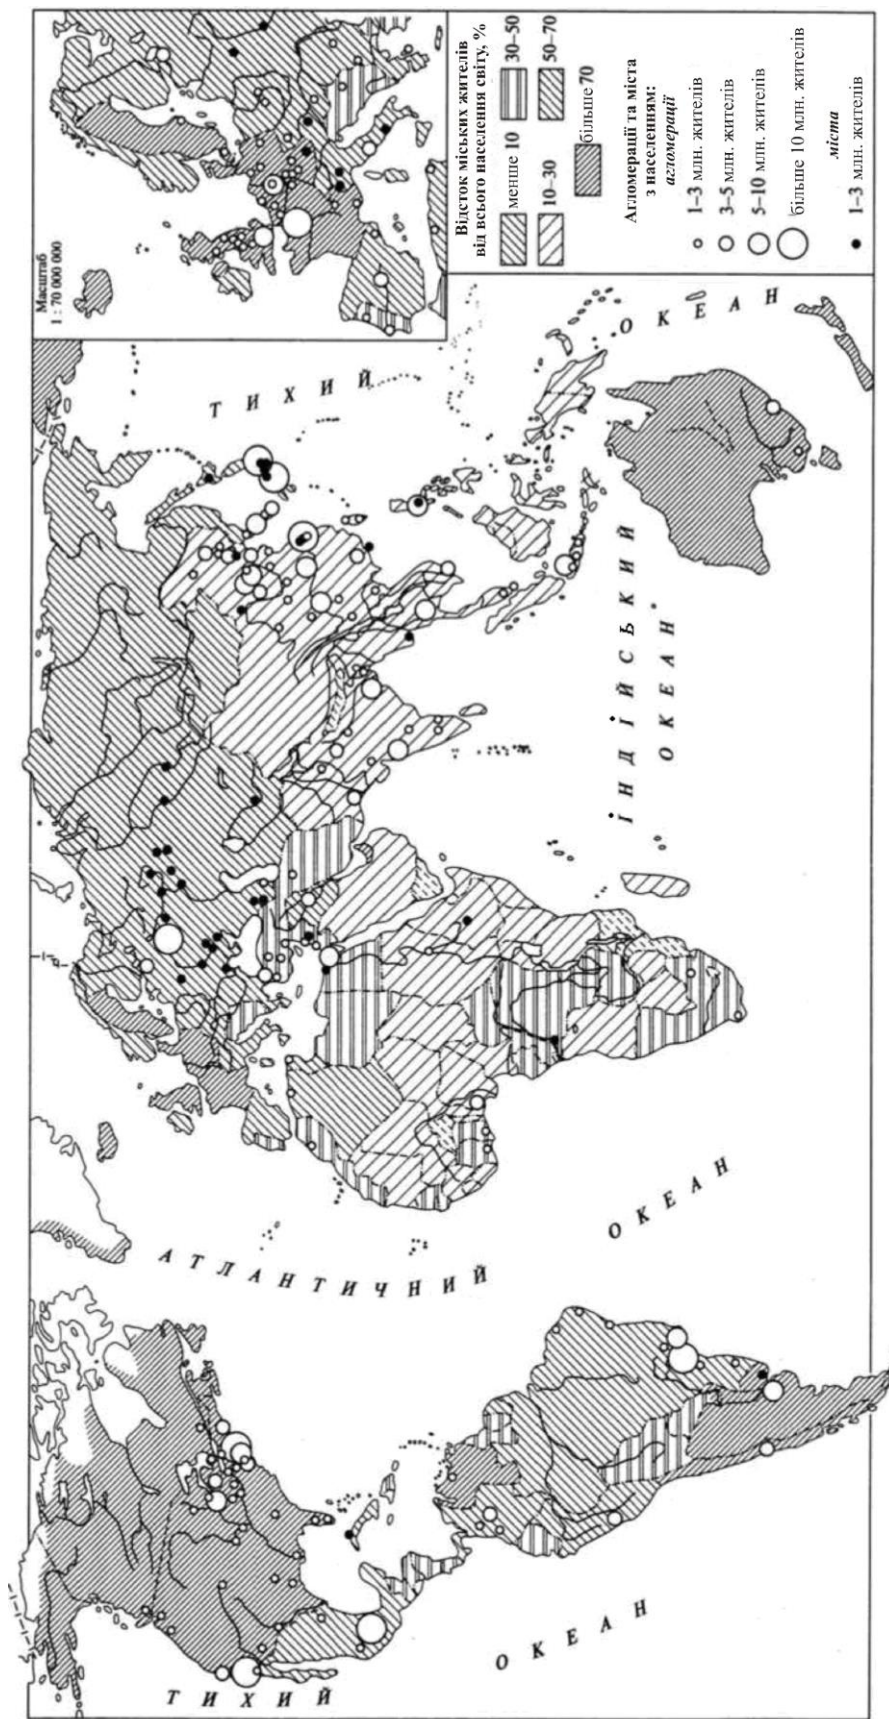 Масштаб
1 : 70 000 000
Відсток міських жителів
від всього населення світу, %
менше 10
30–50
10–30
50–70
більше 70
Агломерації та міста
з населенням:
агломерації
1–3 млн. жителів
3–5 млн. жителів
5–10 млн. жителів
більше 10 млн. жителів
міста
1–3 млн. жителів
ТИХИЙ
ОКЕАН
АТЛАНТИЧНИЙ
ОКЕАН
ІНДІЙСЬКИЙ
ОКЕАН
ТИХИЙ
ОКЕАН